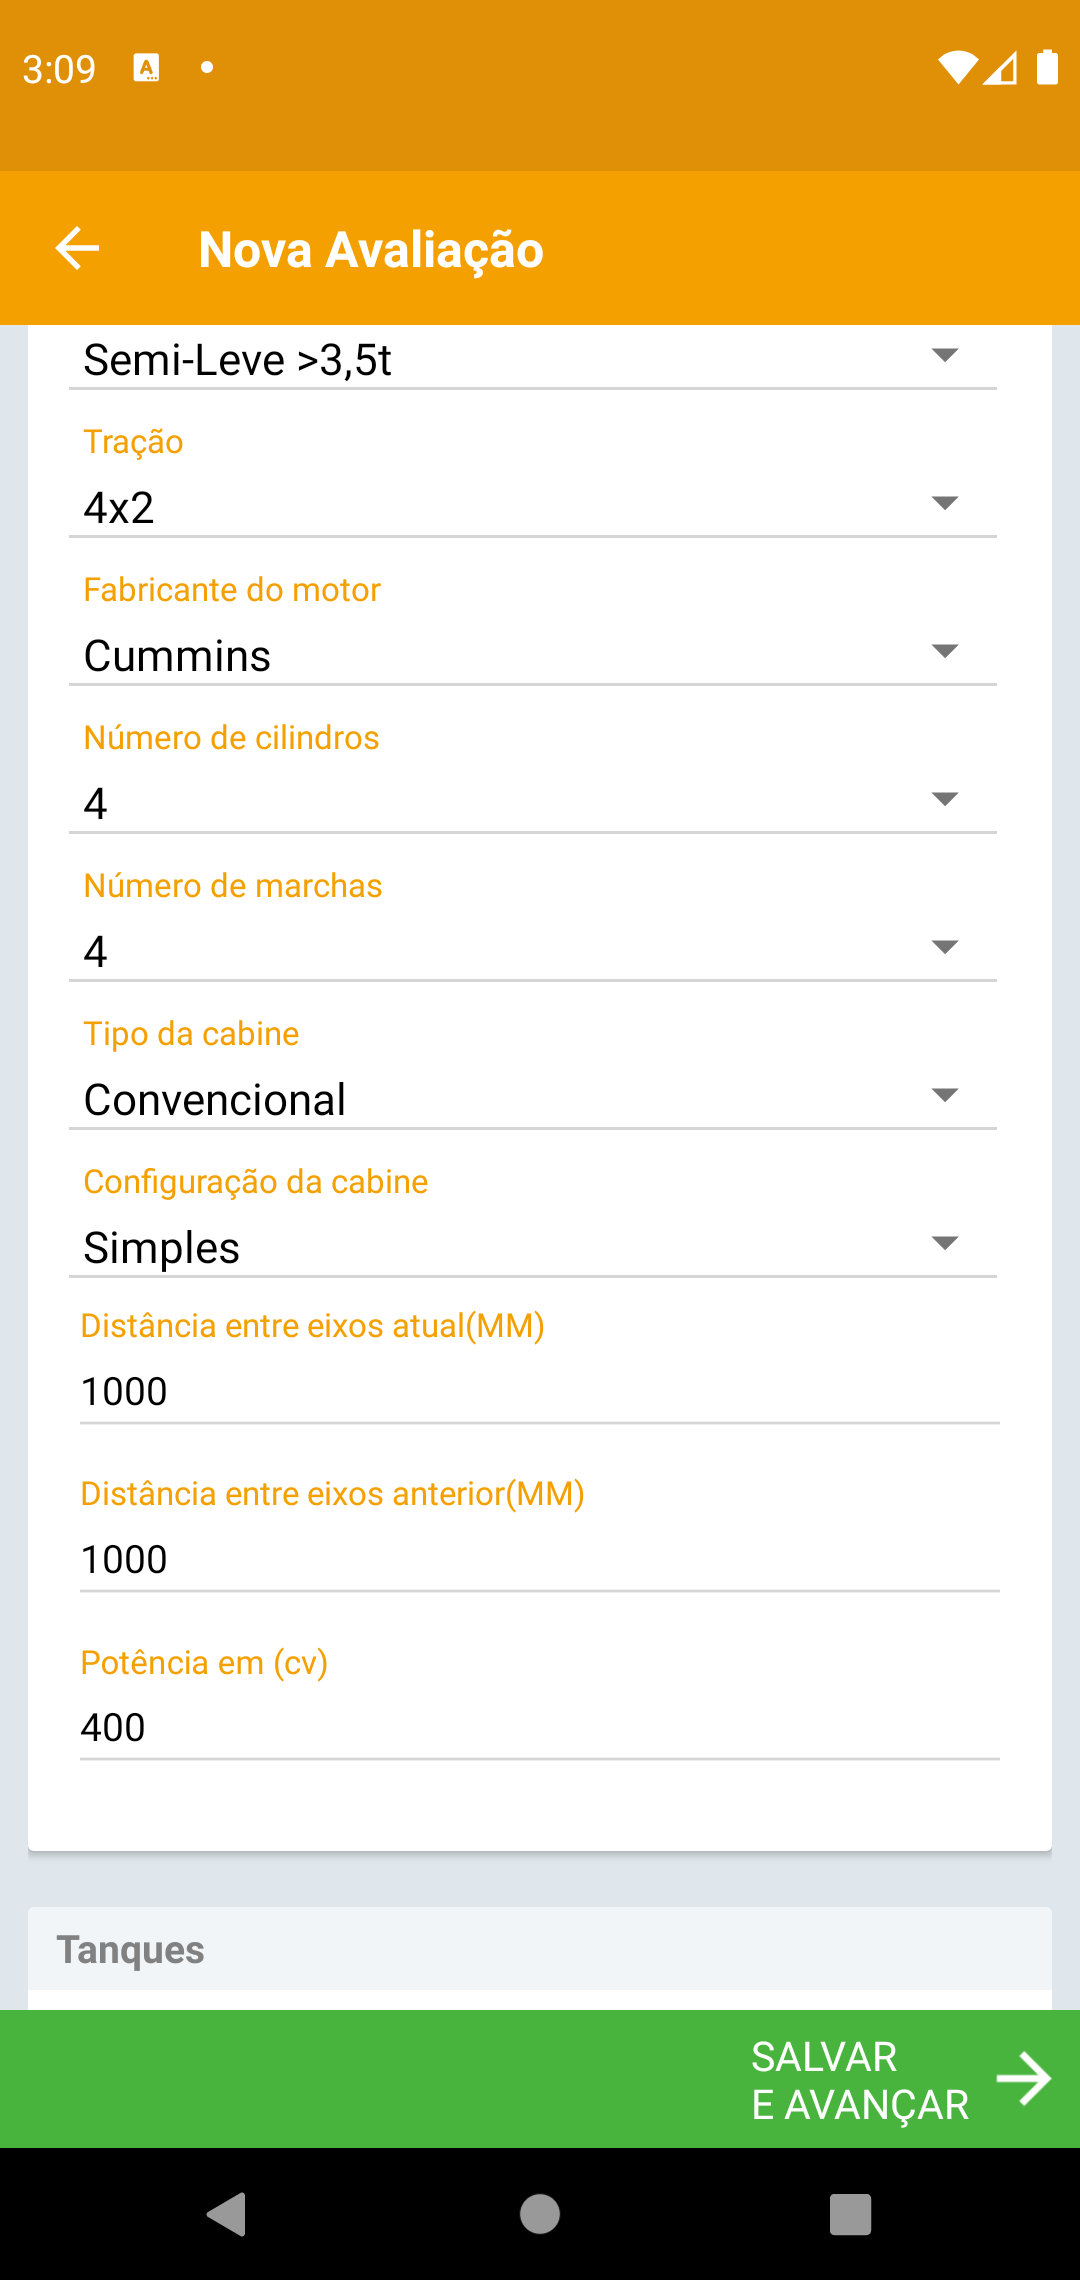 3:09
Nova Avaliação
Semi-Leve >3,5t
Tração
4x2
Fabricante do motor
Cummins
Número de cilindros
4
Número de marchas
4
Tipo da cabine
Convencional
Configuração da cabine
Simples
Distância entre eixos atual(MM)
1000
Distância entre eixos anterior(MM)
1000
Potência em (cv)
400
Tanques
SALVAR
E AVANÇAR